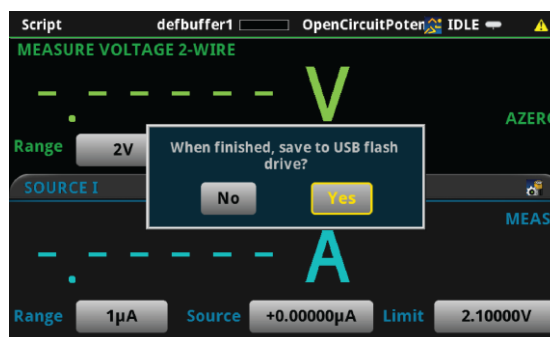 Script defbuffer1 OpenCircuitPoten IDLE
MEASURE VOLTAGE 2-WIRE
-.----- V
AZER
Range 2V
When finished, save to USB flash
drive?
No Yes
SOURCE I
MEAS
-.----- A
Range 1µA Source +0.00000µA Limit 2.10000V